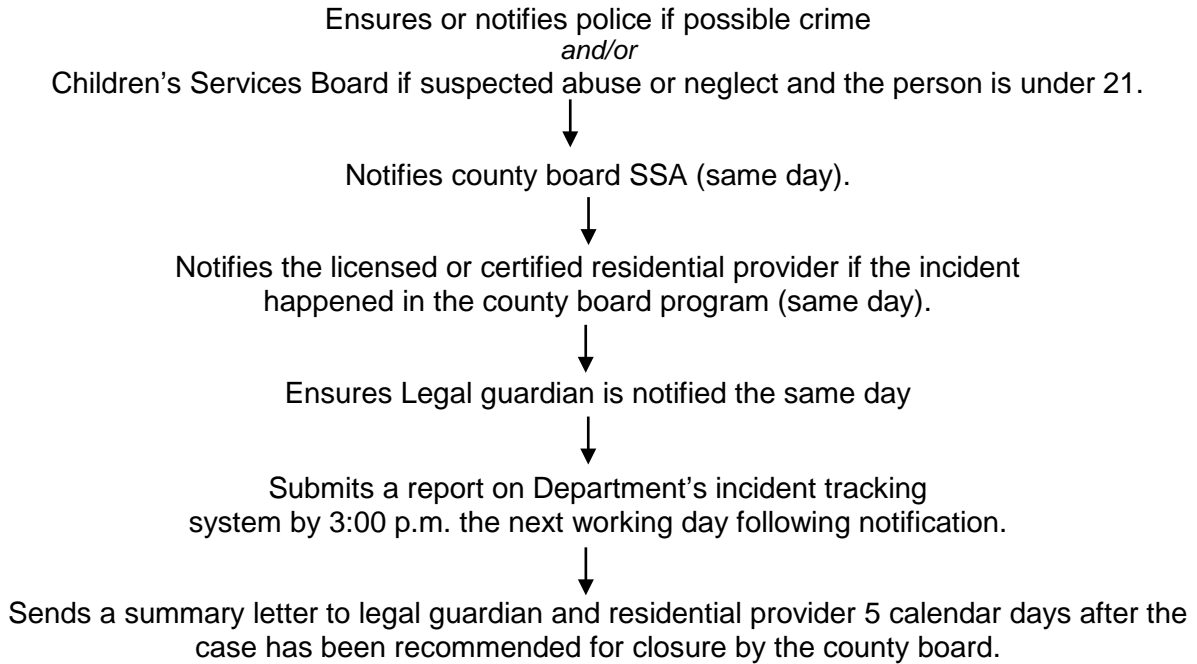 Ensures or notifies police if possible crime
and/or
Children's Services Board if suspected abuse or neglect and the person is under 21.
Notifies county board SSA (same day).
Notifies the licensed or certified residential provider if the incident
happened in the county board program (same day).
Ensures Legal guardian is notified the same day
Submits a report on Department's incident tracking
system by 3:00 p.m. the next working day following notification.
Sends a summary letter to legal guardian and residential provider 5 calendar days after the
case has been recommended for closure by the county board.